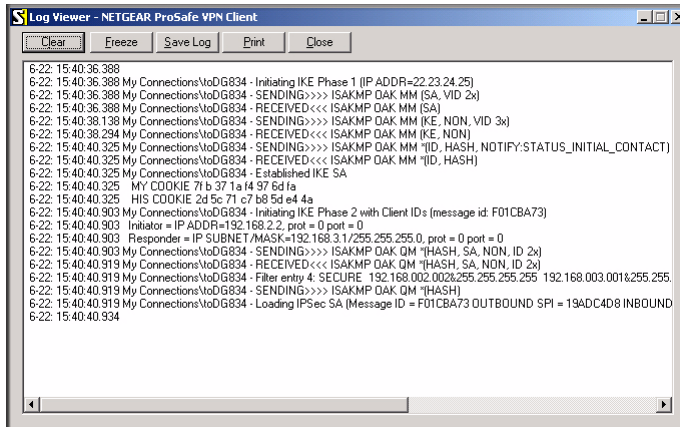 Log Viewer - NETGEAR ProSafe VPN Client
Clear Freeze Save Log Print Close
6-22: 15:40:36.388
6-22: 15:40:36.388 My Connections\toDG834 - Initiating IKE Phase 1 (IP ADDR=22.23.24.25)
6-22: 15:40:36.388 My Connections\toDG834 - SENDING>>>> ISAKMP OAK MM (SA, VID 2x)
6-22: 15:40:36.388 My Connections\toDG834 - RECEIVED<<< ISAKMP OAK MM (SA)
6-22: 15:40:38.138 My Connections\toDG834 - SENDING>>>> ISAKMP OAK MM (KE, NON, VID 3x)
6-22: 15:40:38.294 My Connections\toDG834 - RECEIVED<<< ISAKMP OAK MM (KE, NON)
6-22: 15:40:40.325 My Connections\toDG834 - SENDING>>>> ISAKMP OAK MM *(ID, HASH, NOTIFY:STATUS_INITIAL_CONTACT)
6-22: 15:40:40.325 My Connections\toDG834 - RECEIVED<<< ISAKMP OAK MM *(ID, HASH)
6-22: 15:40:40.325 My Connections\toDG834 - Established IKE SA
6-22: 15:40:40.325 MY COOKIE 7f b 37 1a f4 97 6d fa
6-22: 15:40:40.325 HIS COOKIE 2d 5c 71 c7 b8 5d e4 4a
6-22: 15:40:40.903 My Connections\toDG834 - Initiating IKE Phase 2 with Client IDs (message id: F01CBA73)
6-22: 15:40:40.903 Initiator = IP ADDR=192.168.2.2, prot = 0 port = 0
6-22: 15:40:40.903 Responder = IP SUBNET/MASK=192.168.3.1/255.255.255.0, prot = 0 port = 0
6-22: 15:40:40.903 My Connections\toDG834 - SENDING>>>> ISAKMP OAK QM *(HASH, SA, NON, ID 2x)
6-22: 15:40:40.919 My Connections\toDG834 - RECEIVED<<< ISAKMP OAK QM *(HASH, SA, NON, ID 2x)
6-22: 15:40:40.919 My Connections\toDG834 - Filter entry 4: SECURE 192.168.002.002&255.255.255.255 192.168.003.001&255.255.
6-22: 15:40:40.919 My Connections\toDG834 - SENDING>>>> ISAKMP OAK QM *(HASH)
6-22: 15:40:40.919 My Connections\toDG834 - Loading IPSec SA (Message ID = F01CBA73 OUTBOUND SPI = 19ADC4D8 INBOUND
6-22: 15:40:40.934